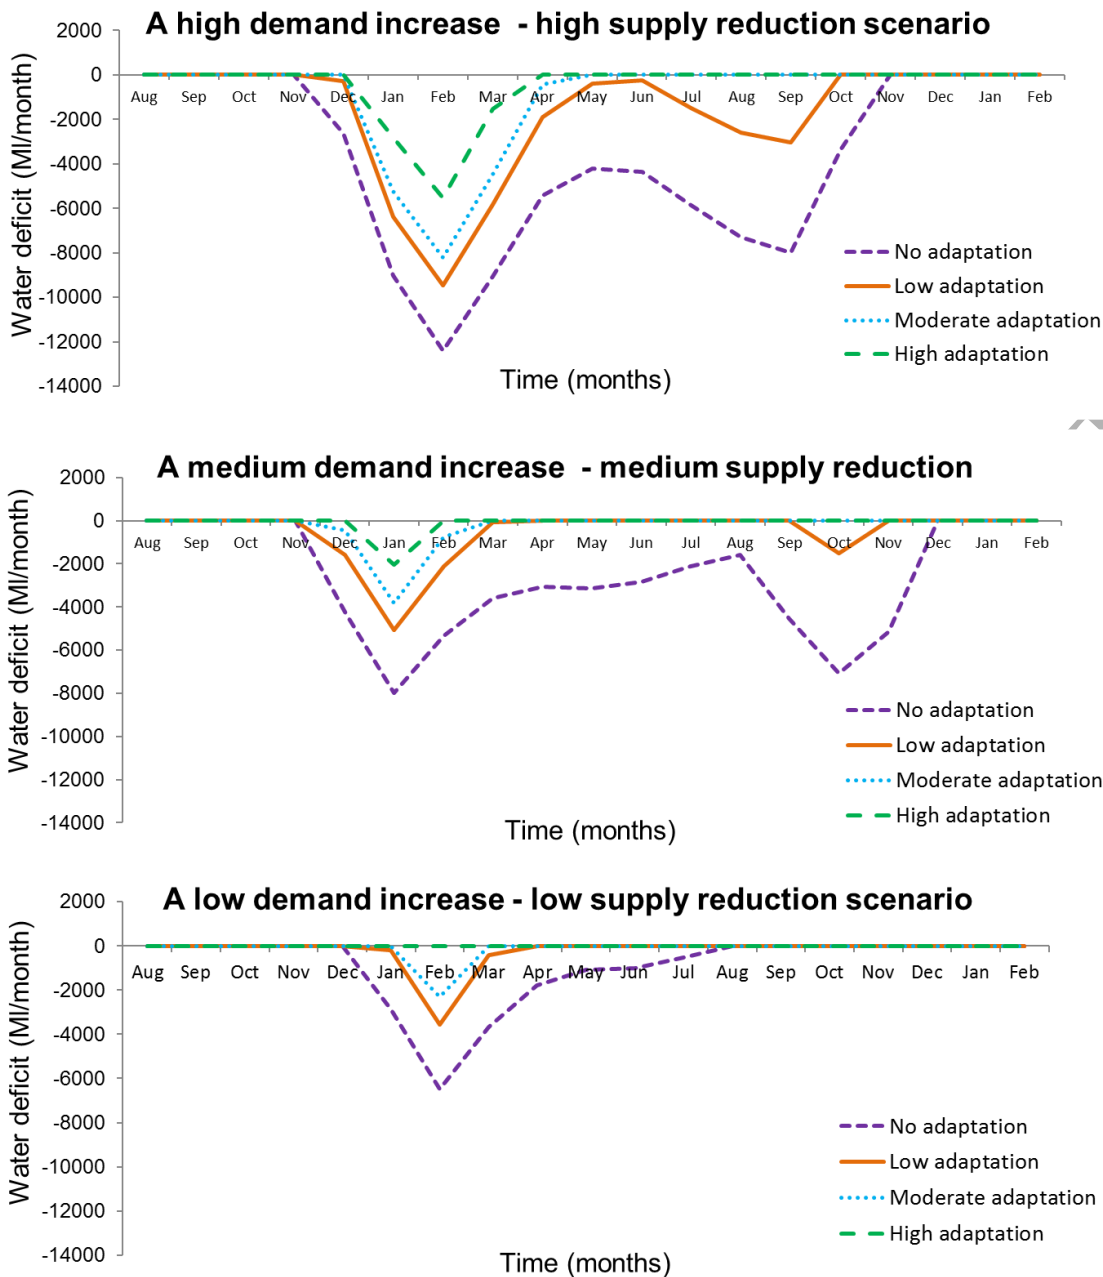 A high demand increase - high supply reduction scenario
2000
0
-2000
-4000
-6000
-8000
-10000
-12000
-14000
Water deficit (Ml/month)
Aug Sep Oct Nov Dec Jan Feb Mar Apr May Jun Jul Aug Sep Oct Nov Dec Jan Feb
No adaptation
Low adaptation
Moderate adaptation
High adaptation
Time (months)
A medium demand increase - medium supply reduction
2000
0
-2000
-4000
-6000
-8000
-10000
-12000
-14000
Water deficit (Ml/month)
Aug Sep Oct Nov Dec Jan Feb Mar Apr May Jun Jul Aug Sep Oct Nov Dec Jan Feb
No adaptation
Low adaptation
Moderate adaptation
High adaptation
Time (months)
A low demand increase - low supply reduction scenario
2000
0
-2000
-4000
-6000
-8000
-10000
-12000
-14000
Water deficit (Ml/month)
Aug Sep Oct Nov Dec Jan Feb Mar Apr May Jun Jul Aug Sep Oct Nov Dec Jan Feb
No adaptation
Low adaptation
Moderate adaptation
High adaptation
Time (months)